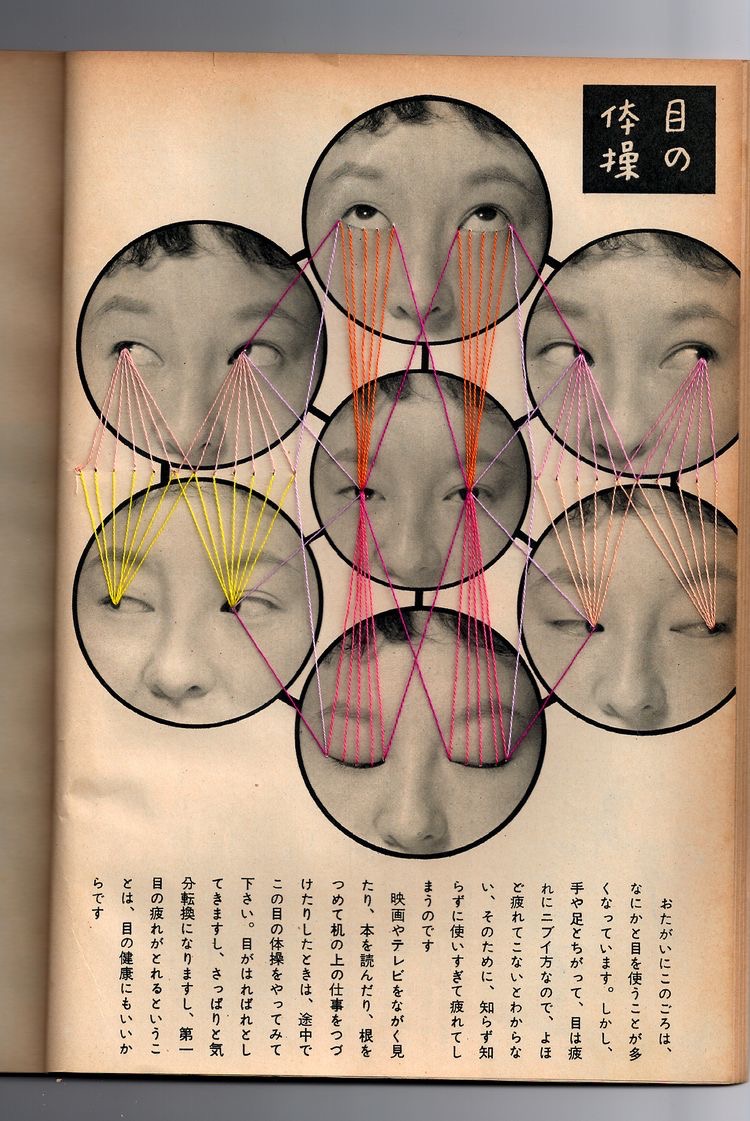 目の
体操
おたがいにこのごろは、
なにかと目を使うことが多
くなっています。しかし、
手や足とちがって、目は疲
れにニブイ方なので、よほ
ど疲れてこないとわからな
い、そのために、知らず知
らずに使いすぎて疲れてし
まうのです
映画やテレビをながく見
たり、本を読んだり、根を
つめて机の上の仕事をつづ
けたりしたときは、途中で
この目の体操をやってみて
下さい。目がはればれとし
てきますし、さっぱりと気
分転換になりますし、第一
目の疲れがとれるというこ
とは、目の健康にもいいか
らです